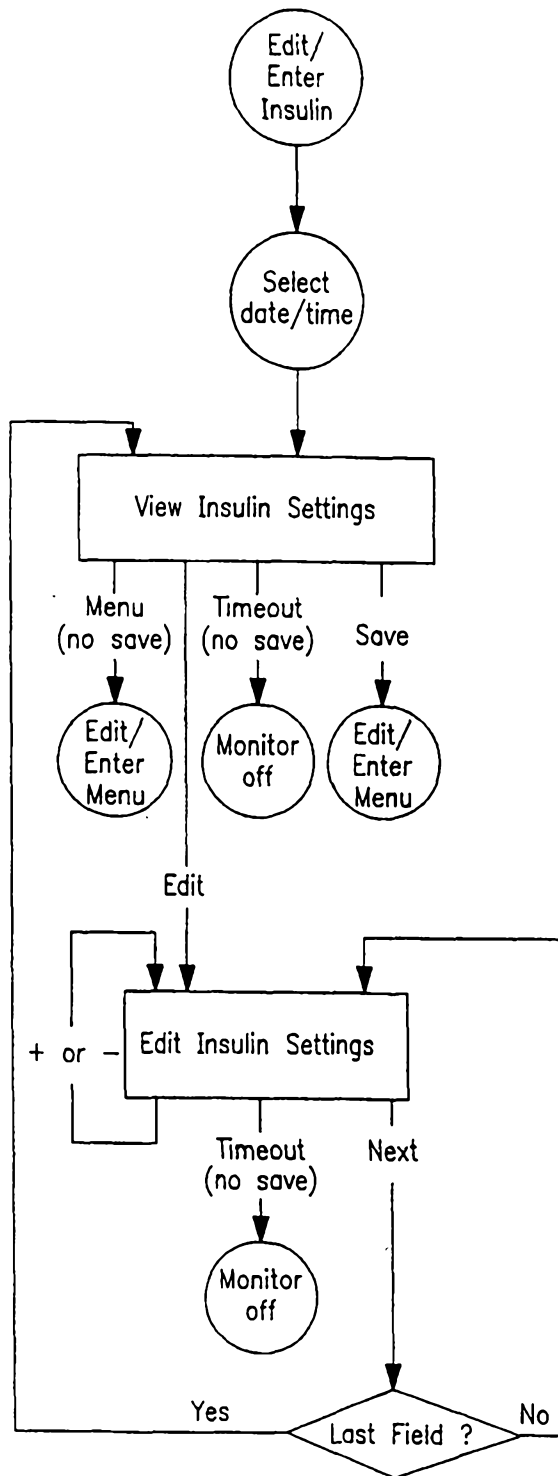 Edit/
Enter
Insulin
Select
date/time
View Insulin Settings
Menu
(no save)
Timeout
(no save)
Save
Edit/
Enter
Menu
Monitor
off
Edit/
Enter
Menu
Edit
+ or -
Edit Insulin Settings
Timeout
(no save)
Next
Monitor
off
Yes
Last Field ?
No